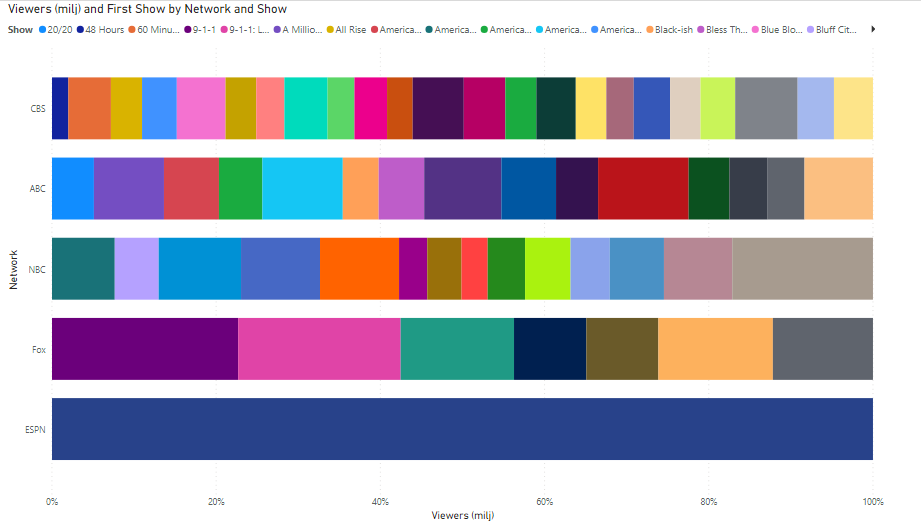 Viewers (milj) and First Show by Network and Show
Show 20/20 48 Hours 60 Minu... 9-1-1 9-1-1: L... A Millio... All Rise America... America... America... America... America... Black-ish Bless Th... Blue Blo... Bluff Cit...
CBS
ABC
NBC
Fox
ESPN
Network
0% 20% 40% 60% 80% 100%
Viewers (milj)